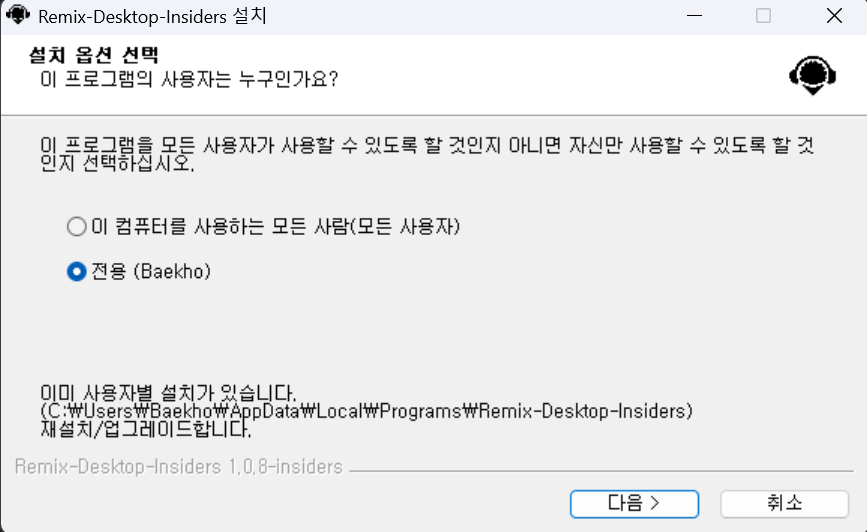 Remix-Desktop-Insiders 설치
설치 옵션 선택
이 프로그램의 사용자는 누구인가요?
이 프로그램을 모든 사용자가 사용할 수 있도록 할 것인지 아니면 자신만 사용할 수 있도록 할 것
인지 선택하십시오.
이 컴퓨터를 사용하는 모든 사람(모든 사용자)
전용 (Baekho)
이미 사용자별 설치가 있습니다.
(C:₩Users₩Baekho₩AppData₩Local₩Programs₩Remix-Desktop-Insiders)
재설치/업그레이드합니다.
Remix-Desktop-Insiders 1.0.8-insiders
다음 >
취소